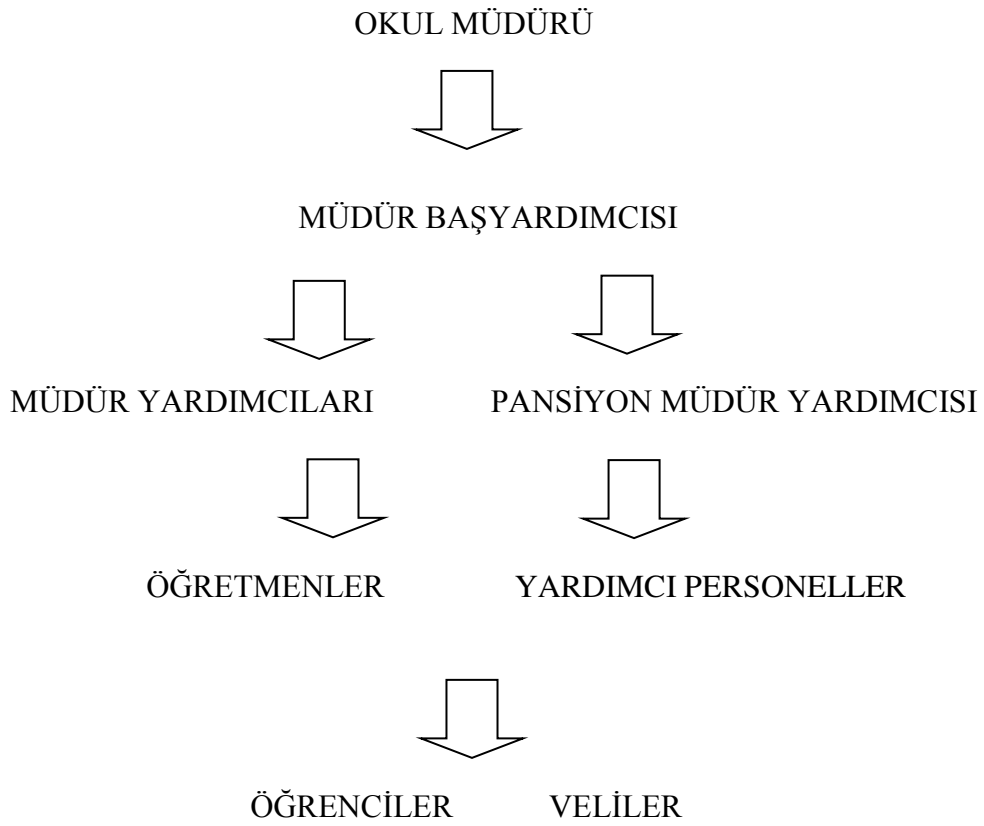 OKUL MÜDÜRÜ
MÜDÜR BAŞYARDIMCISI
MÜDÜR YARDIMCILARI PANSİYON MÜDÜR YARDIMCISI
ÖĞRETMENLER YARDIMCI PERSONELLER
ÖĞRENCİLER VELİLER